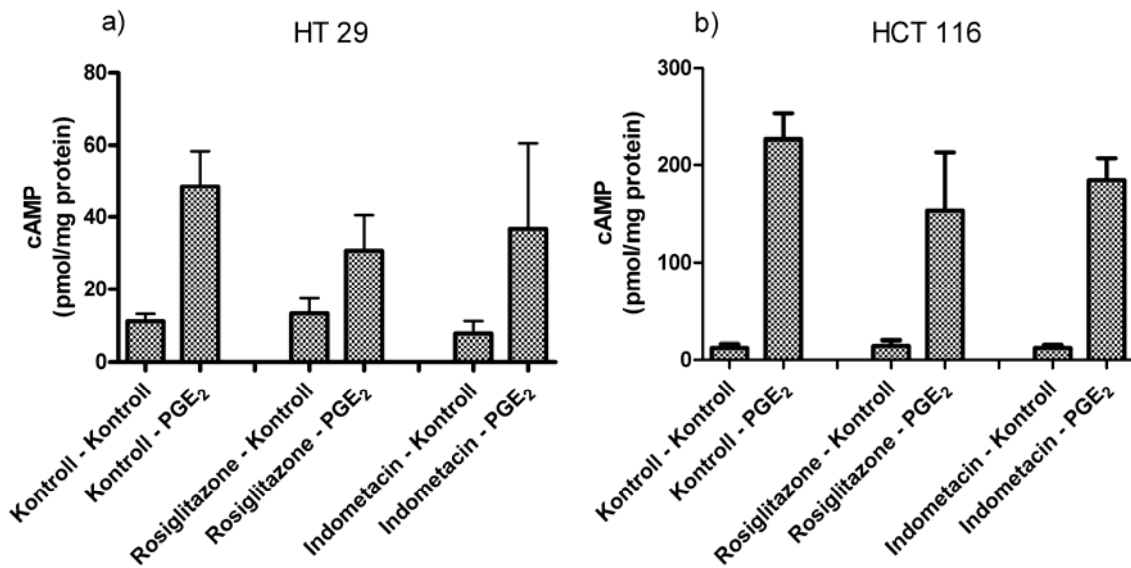 a)
HT 29
cAMP
(pmol/mg protein)
80
60
40
20
0
Kontroll - Kontroll
Kontroll - PGE₂
Rosiglitazone - Kontroll
Rosiglitazone - PGE₂
Indometacin - Kontroll
Indometacin - PGE₂
b)
HCT 116
cAMP
(pmol/mg protein)
300
200
100
0
Kontroll - Kontroll
Kontroll - PGE₂
Rosiglitazone - Kontroll
Rosiglitazone - PGE₂
Indometacin - Kontroll
Indometacin - PGE₂